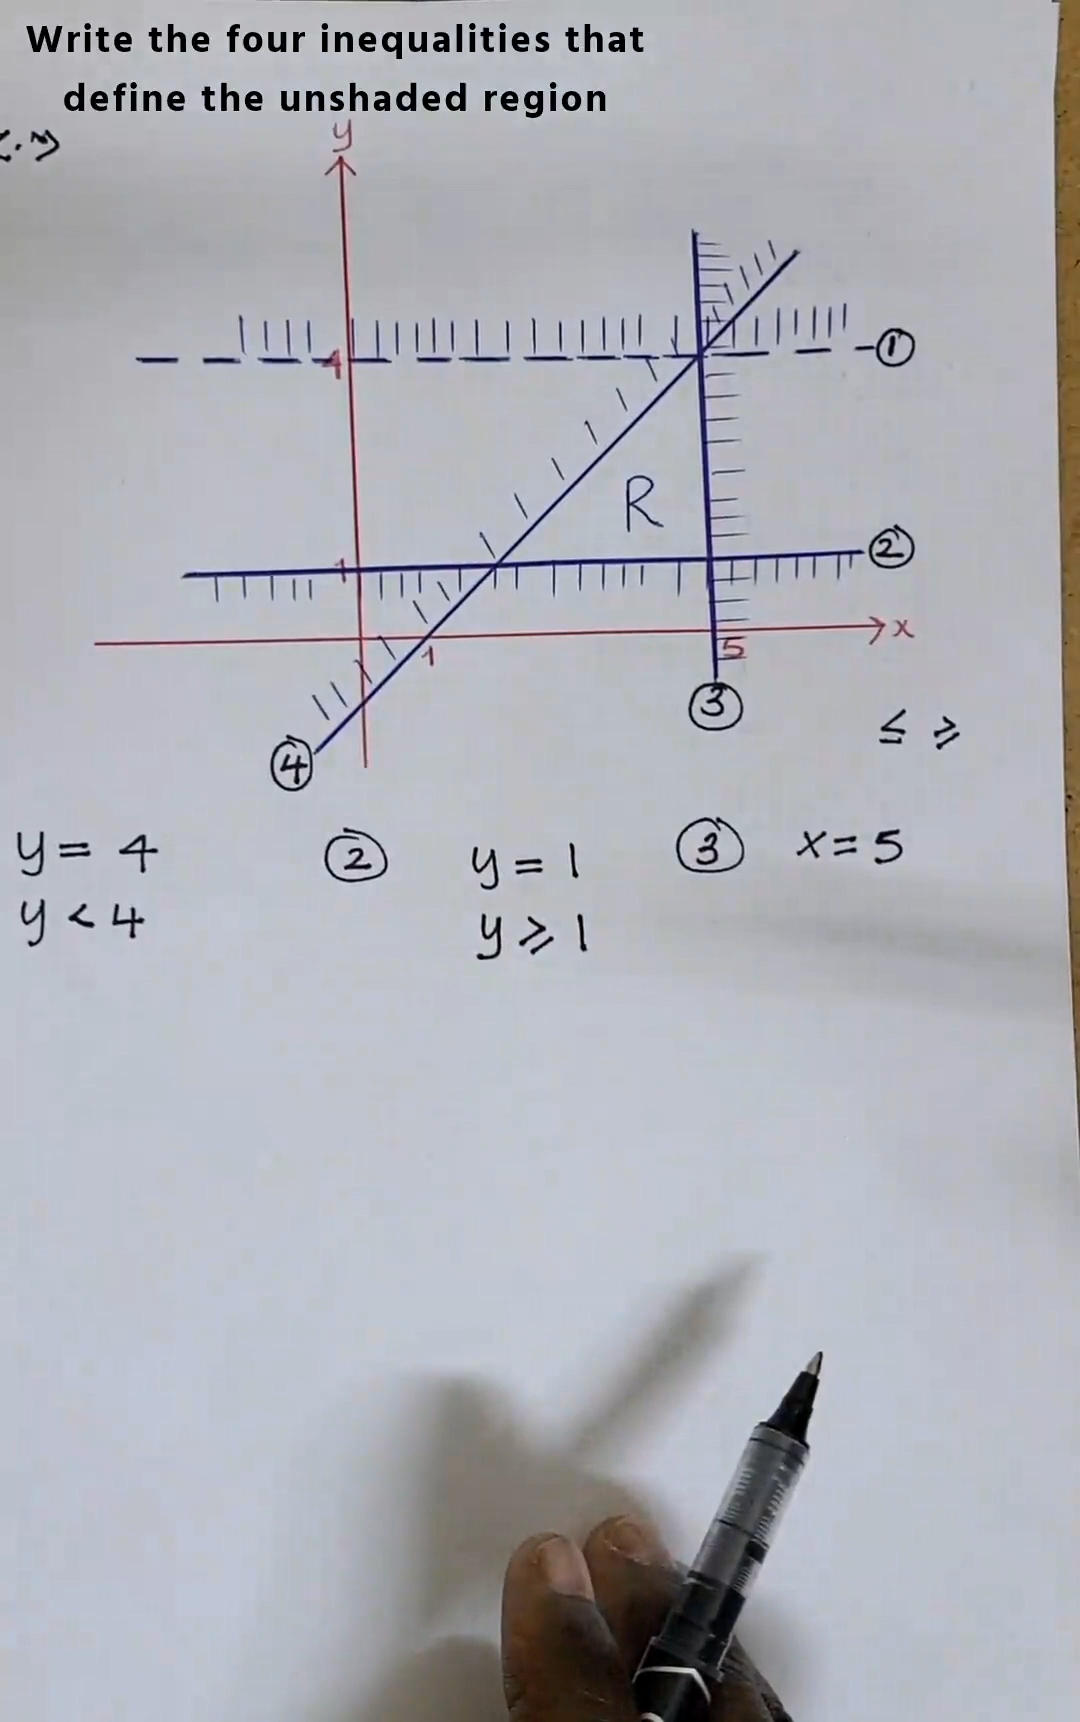 Write the four inequalities that
define the unshaded region
y
4
①
R
1
②
x
1
5
③
≤ ≥
④
y = 4
② y = 1
③ x = 5
y < 4
y ≥ 1